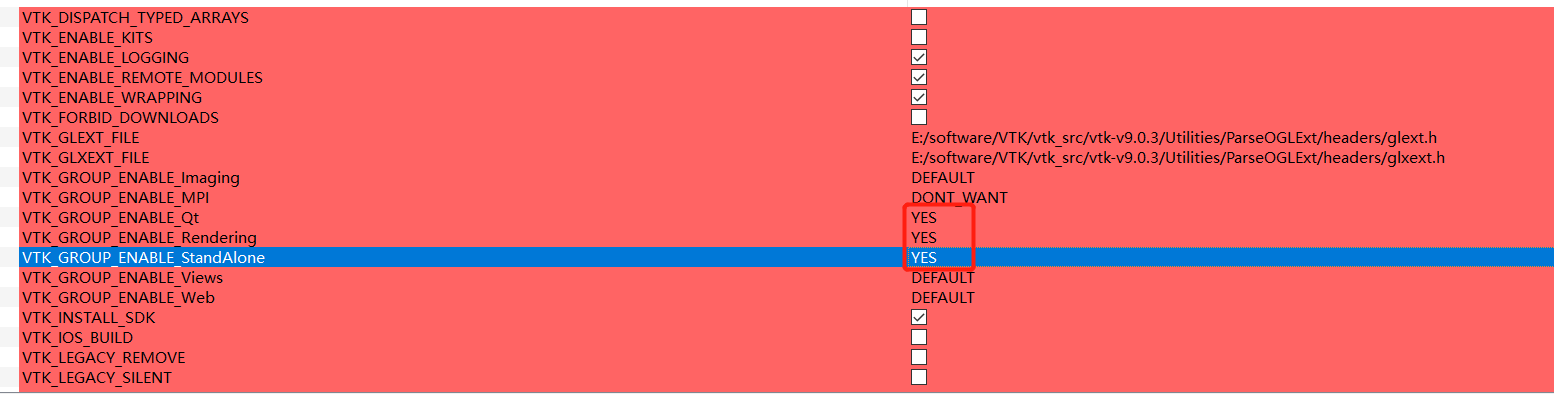 VTK_DISPATCH_TYPED_ARRAYS
VTK_ENABLE_KITS
VTK_ENABLE_LOGGING
VTK_ENABLE_REMOTE_MODULES
VTK_ENABLE_WRAPPING
VTK_FORBID_DOWNLOADS
VTK_GLEXT_FILE E:/software/VTK/vtk_src/vtk-v9.0.3/Utilities/ParseOGLExt/headers/glext.h
VTK_GLXEXT_FILE E:/software/VTK/vtk_src/vtk-v9.0.3/Utilities/ParseOGLExt/headers/glxext.h
VTK_GROUP_ENABLE_Imaging DEFAULT
VTK_GROUP_ENABLE_MPI DONT_WANT
VTK_GROUP_ENABLE_Qt YES
VTK_GROUP_ENABLE_Rendering YES
VTK_GROUP_ENABLE_StandAlone YES
VTK_GROUP_ENABLE_Views DEFAULT
VTK_GROUP_ENABLE_Web DEFAULT
VTK_INSTALL_SDK
VTK_IOS_BUILD
VTK_LEGACY_REMOVE
VTK_LEGACY_SILENT